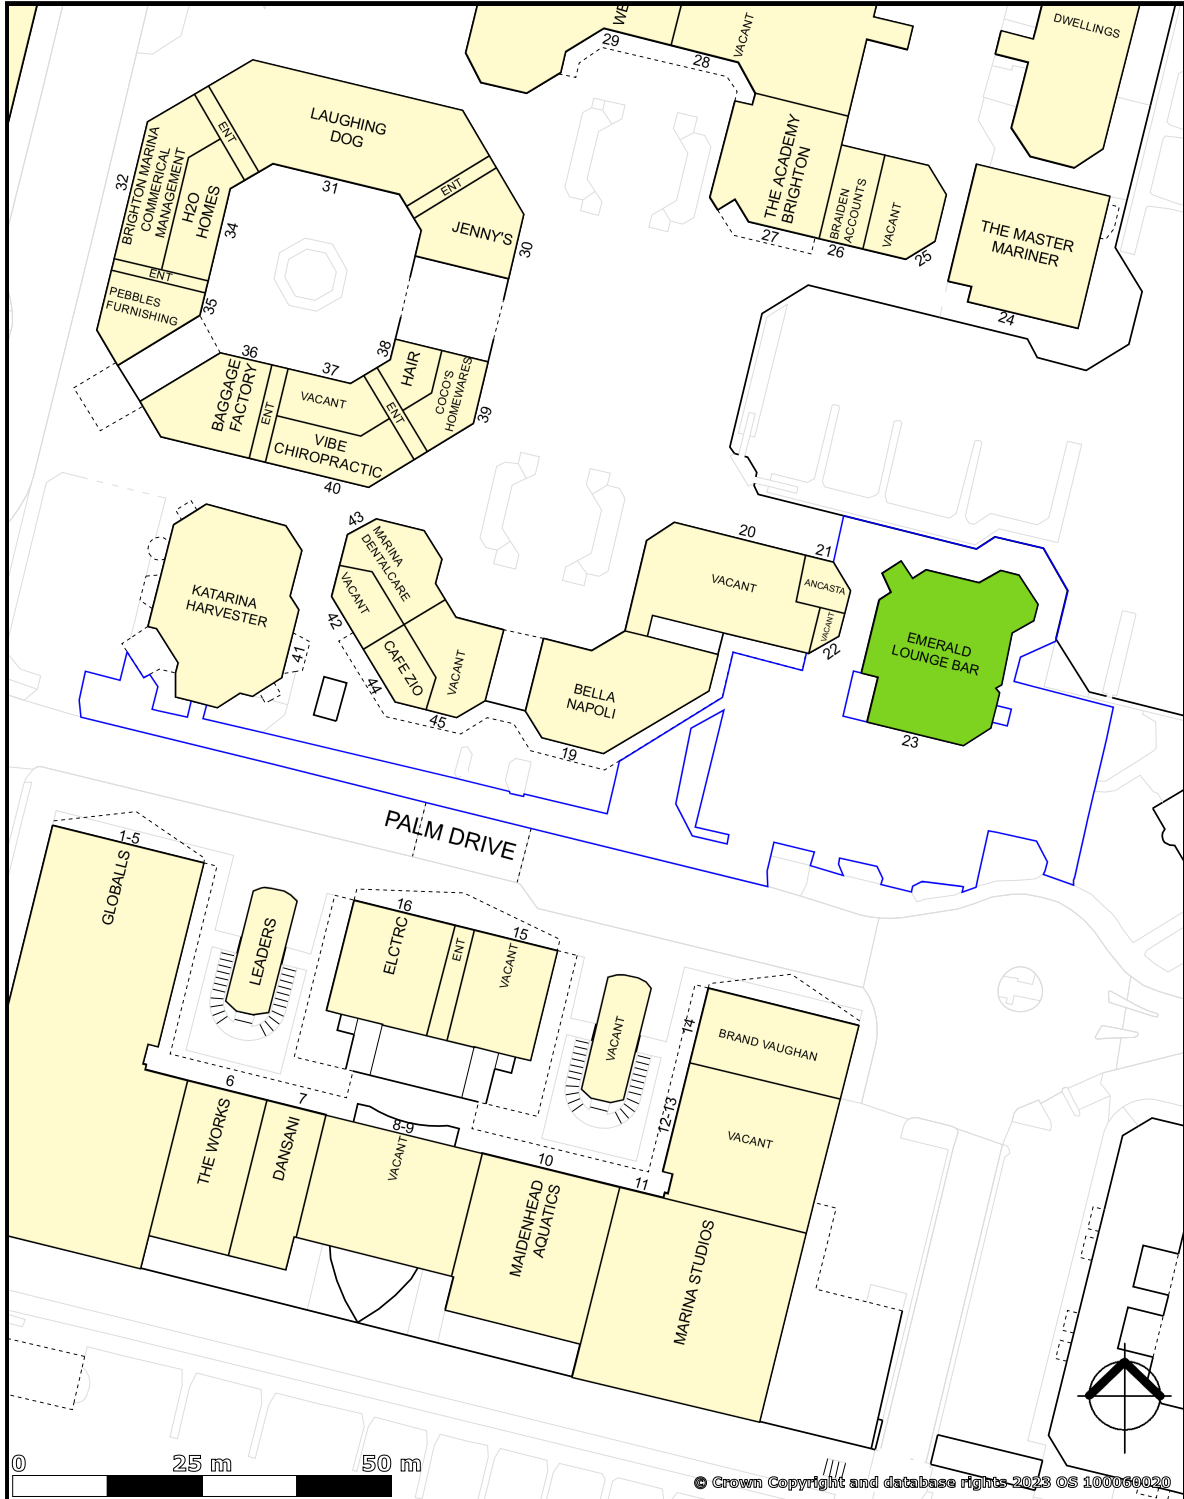 WE
VACANT
DWELLINGS
29
28
LAUGHING
DOG
ENT
BRIGHTON MARINA
COMMERICAL
MANAGEMENT
32
H2O
HOMES
34
31
ENT
JENNY'S
30
THE ACADEMY
BRIGHTON
27
BRAIDEN
ACCOUNTS
26
VACANT
25
THE MASTER
MARINER
24
ENT
PEBBLES
FURNISHING
35
36
37
38
BAGGAGE
FACTORY
ENT
VACANT
VIBE
CHIROPRACTIC
ENT
HAIR
COCO'S
HOMEWARES
39
40
43
MARINA
DENTALCARE
VACANT
42
CAFE ZIO
VACANT
44
45
KATARINA
HARVESTER
41
20
21
VACANT
ANCASTA
VACANT
22
BELLA
NAPOLI
19
EMERALD
LOUNGE BAR
23
PALM DRIVE
1-5
GLOBALLS
LEADERS
16
15
ELCTRC
ENT
VACANT
VACANT
14
BRAND VAUGHAN
12-13
VACANT
6
7
8-9
THE WORKS
DANSANI
VACANT
10
11
MAIDENHEAD
AQUATICS
MARINA STUDIOS
0
25 m
50 m
© Crown Copyright and database rights 2023 OS 100060020